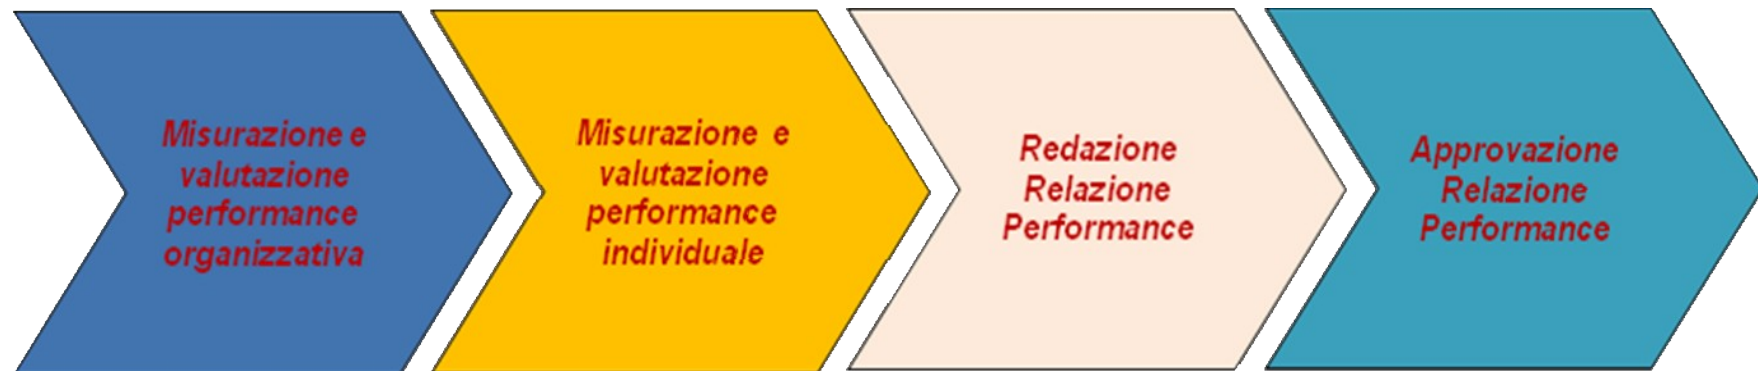 Misurazione e
valutazione
performance
organizzativa
Misurazione e
valutazione
performance
individuale
Redazione
Relazione
Performance
Approvazione
Relazione
Performance